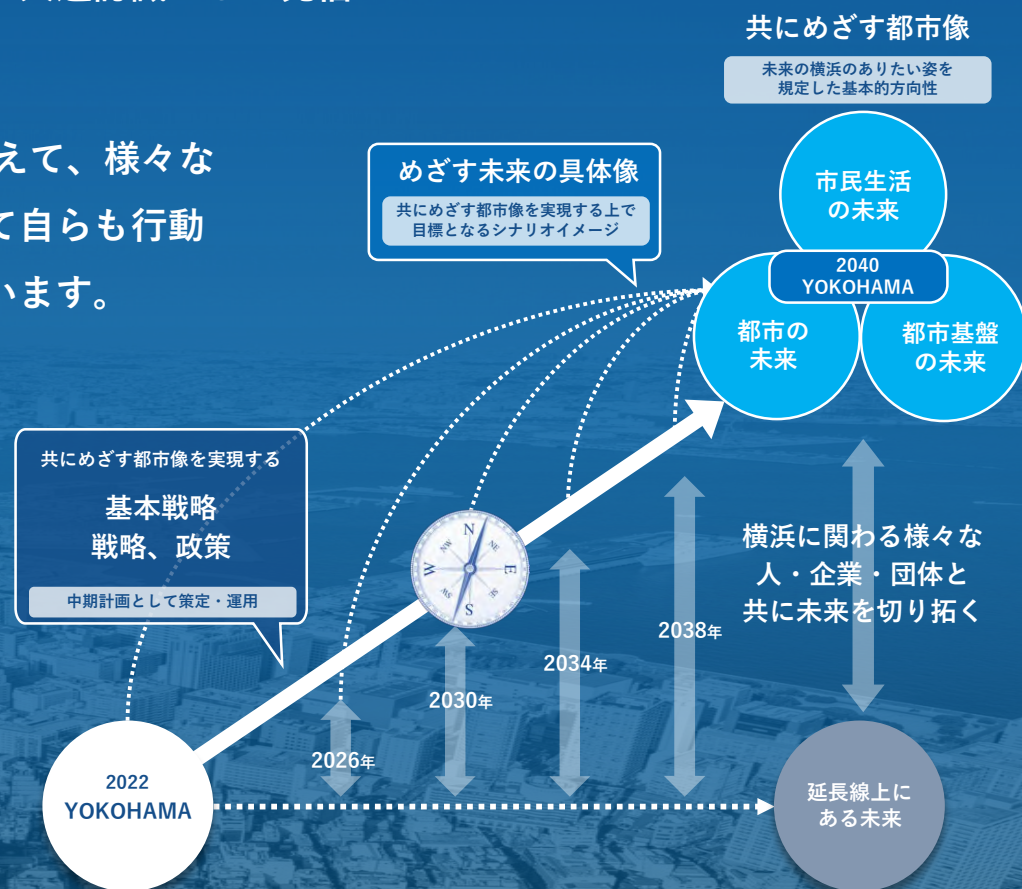 共にめざす都市像
未来の横浜のありたい姿を
規定した基本的方向性
えて、様々な
て自らも行動
います。
めざす未来の具体像
共にめざす都市像を実現する上で
目標となるシナリオイメージ
市民生活
の未来
2040
YOKOHAMA
都市の
未来
都市基盤
の未来
共にめざす都市像を実現する
基本戦略
戦略、政策
中期計画として策定・運用
N
NE
E
SE
S
SW
W
NW
横浜に関わる様々な
人・企業・団体と
共に未来を切り拓く
2038年
2034年
2030年
2026年
2022
YOKOHAMA
延長線上に
ある未来